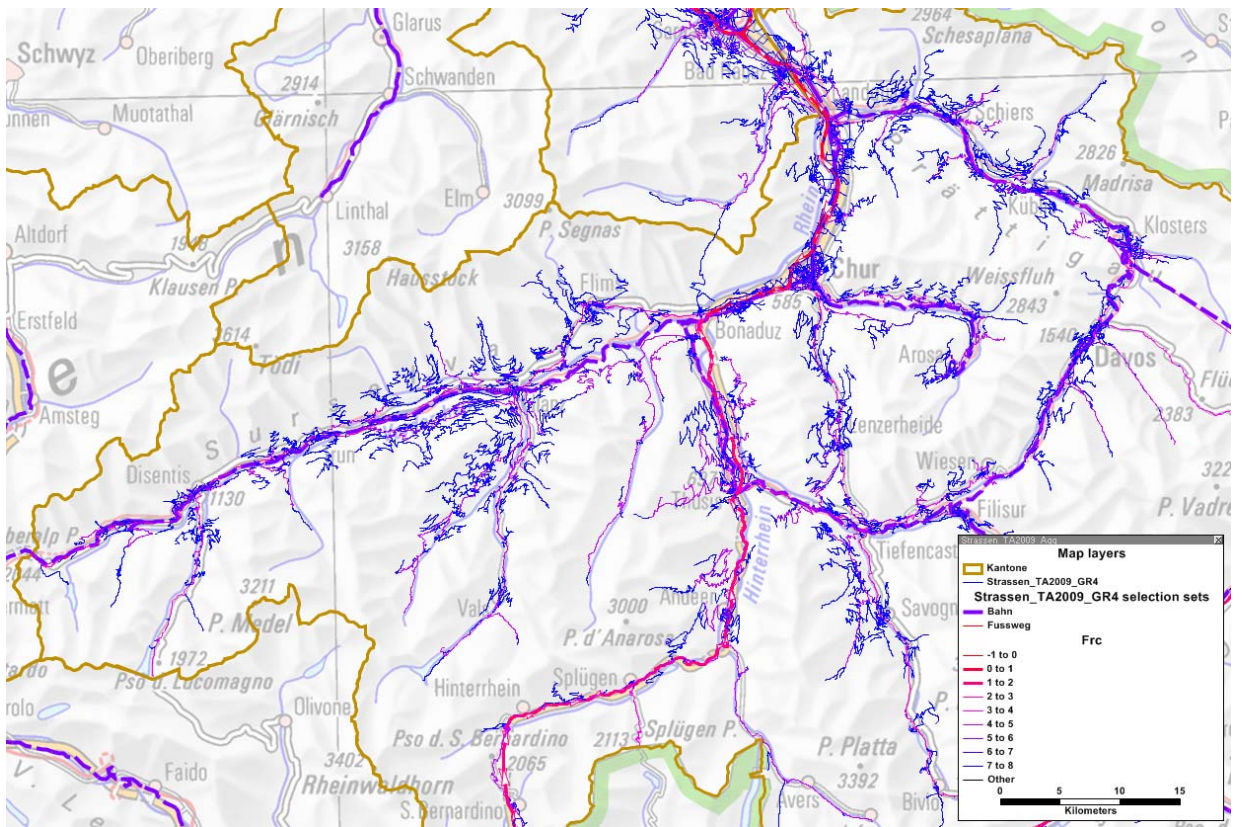 Glarus
2964
Schesaplana
Schwyz
Oberiberg
Bad Ragaz
Schwanden
2914
Glärnisch
Muotathal
Schiers
2826
Madrisa
Elm
3099
P. Segnas
Linthal
Rhein
Klosters
Altdorf
1948
3158
n
Klausen P.
Hausstock
Chur
Weissfluh
2843
585
Erstfeld
3614
Tödi
Bonaduz
1540
Arosa
Davos
e
Amsteg
2383
Disentis
1130
Wiesen
Filisur
P. Vadre
Hinterrhein
Tiefencast
3211
P. Medel
Vals
3000
P. d'Anarosa
Andeer
Savogn
1972
Pso d. Lucomagno
Hinterrhein
Splügen
Olivone
Pso d. S. Bernardino
2065
2113
Splügen P.
P. Platta
3392
Faido
3402
Rheinwaldhorn
S. Bernardino
Avers
Bivio
Strassen_TA2009_Agg
Map layers
Kantone
Strassen_TA2009_GR4
Strassen_TA2009_GR4 selection sets
Bahn
Fussweg
Frc
-1 to 0
0 to 1
1 to 2
2 to 3
3 to 4
4 to 5
5 to 6
6 to 7
7 to 8
Other
0 5 10 15
Kilometers